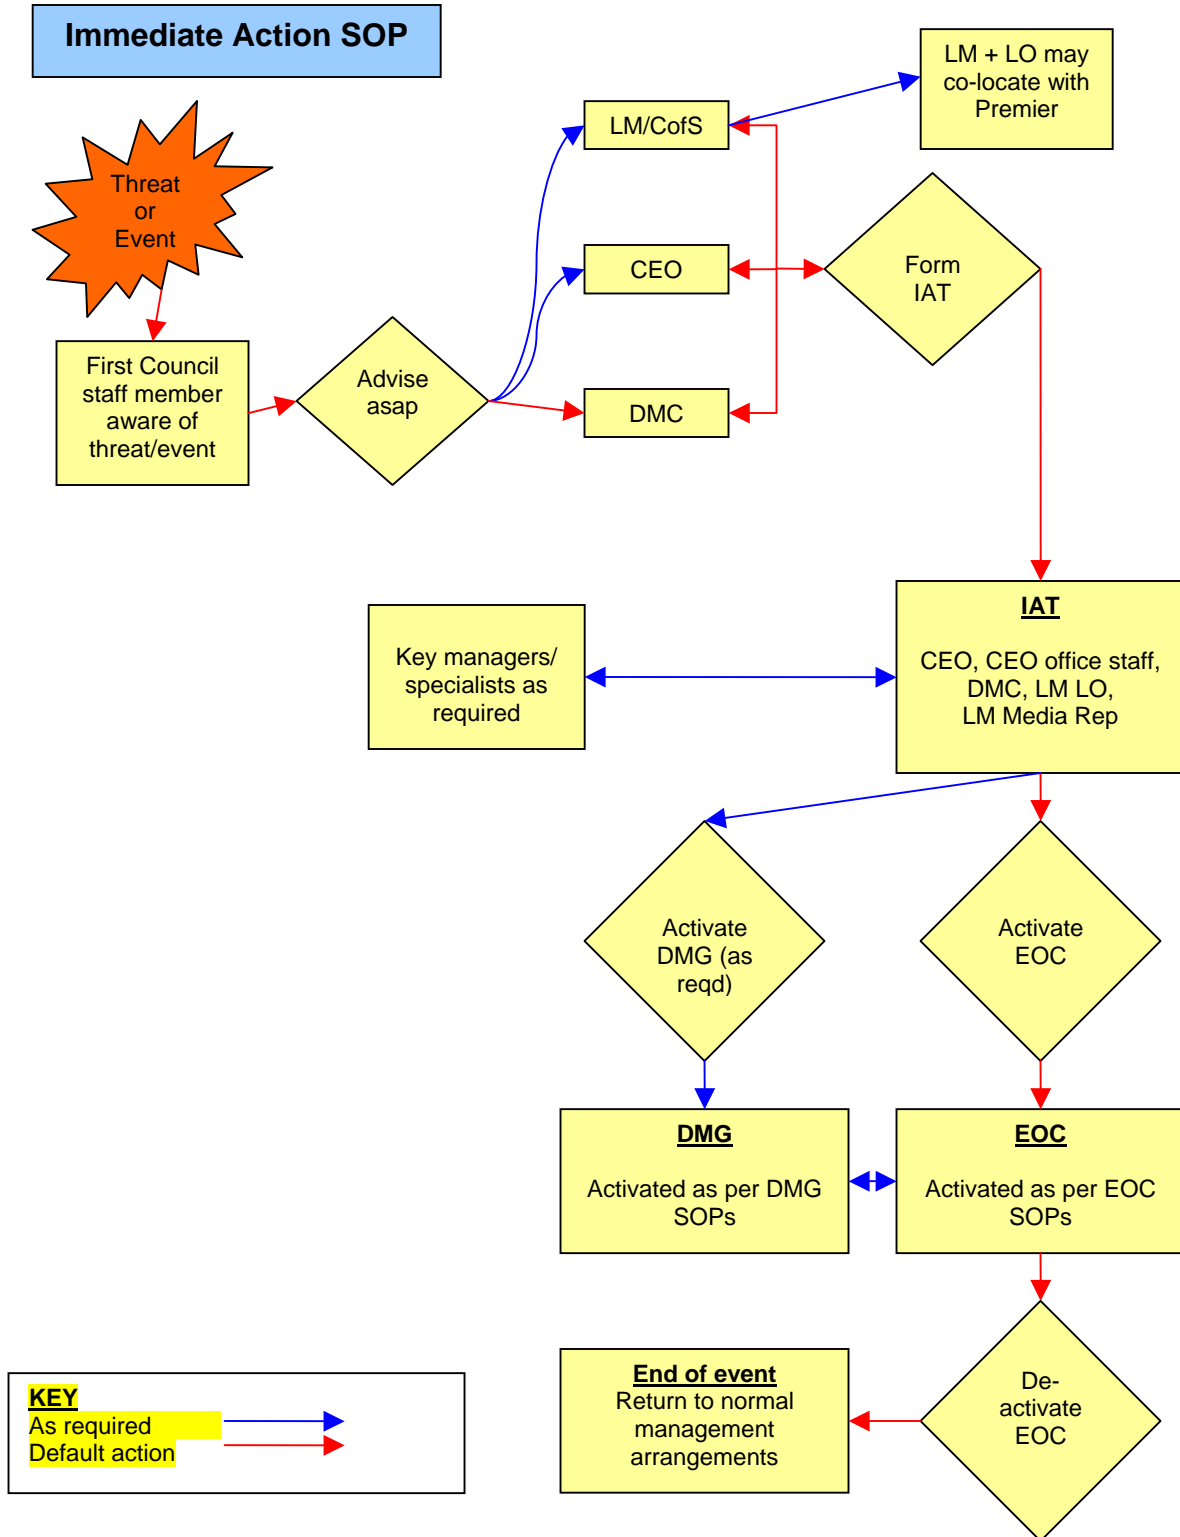 Immediate Action SOP
LM + LO may
co-locate with
Premier
LM/CofS
Threat
or
Event
CEO
Form
IAT
First Council
staff member
aware of
threat/event
Advise
asap
DMC
IAT
CEO, CEO office staff,
DMC, LM LO,
LM Media Rep
Key managers/
specialists as
required
Activate
DMG (as
reqd)
Activate
EOC
DMG
Activated as per DMG
SOPs
EOC
Activated as per EOC
SOPs
End of event
Return to normal
management
arrangements
De-
activate
EOC
KEY
As required
Default action